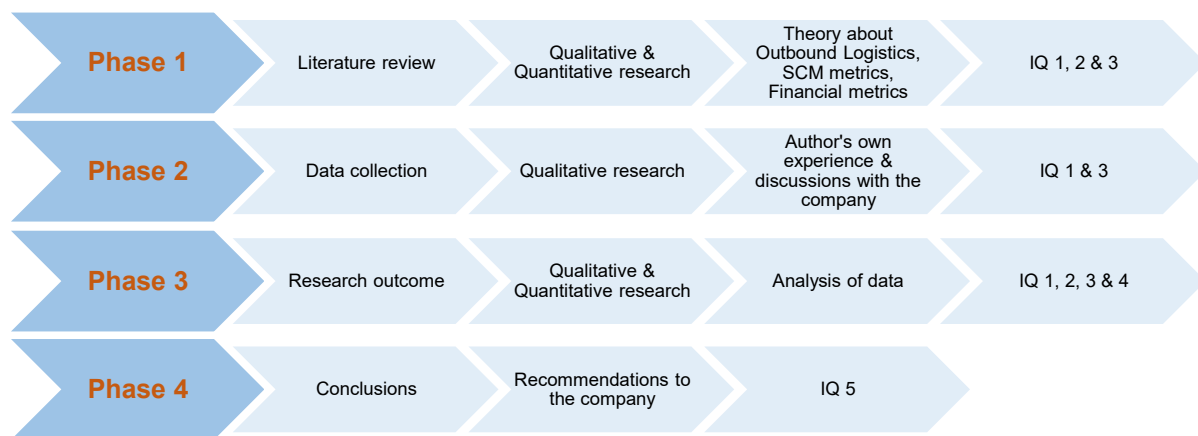 Phase 1
Literature review
Qualitative &
Quantitative research
Theory about
Outbound Logistics,
SCM metrics,
Financial metrics
IQ 1, 2 & 3
Phase 2
Data collection
Qualitative research
Author's own
experience &
discussions with the
company
IQ 1 & 3
Phase 3
Research outcome
Qualitative &
Quantitative research
Analysis of data
IQ 1, 2, 3 & 4
Phase 4
Conclusions
Recommendations to
the company
IQ 5